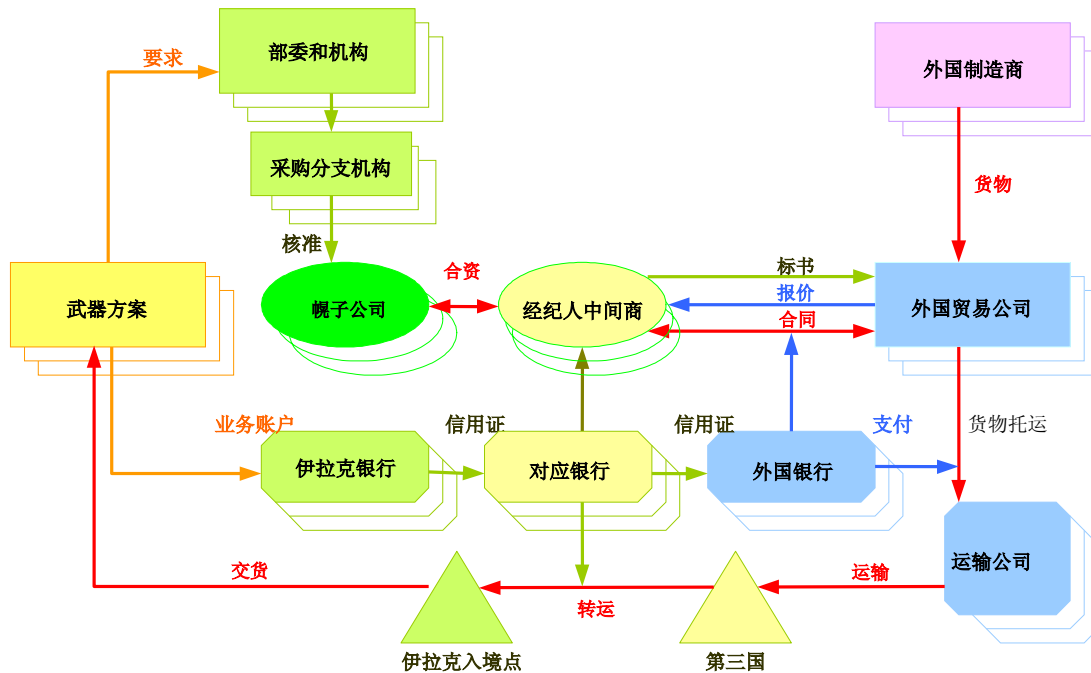 部委和机构
要求
外国制造商
采购分支机构
货物
核准
合资
标书
武器方案
幌子公司
经纪人中间商
报价
外国贸易公司
合同
业务账户
信用证
信用证
支付
货物托运
伊拉克银行
对应银行
外国银行
运输公司
交货
运输
转运
伊拉克入境点
第三国